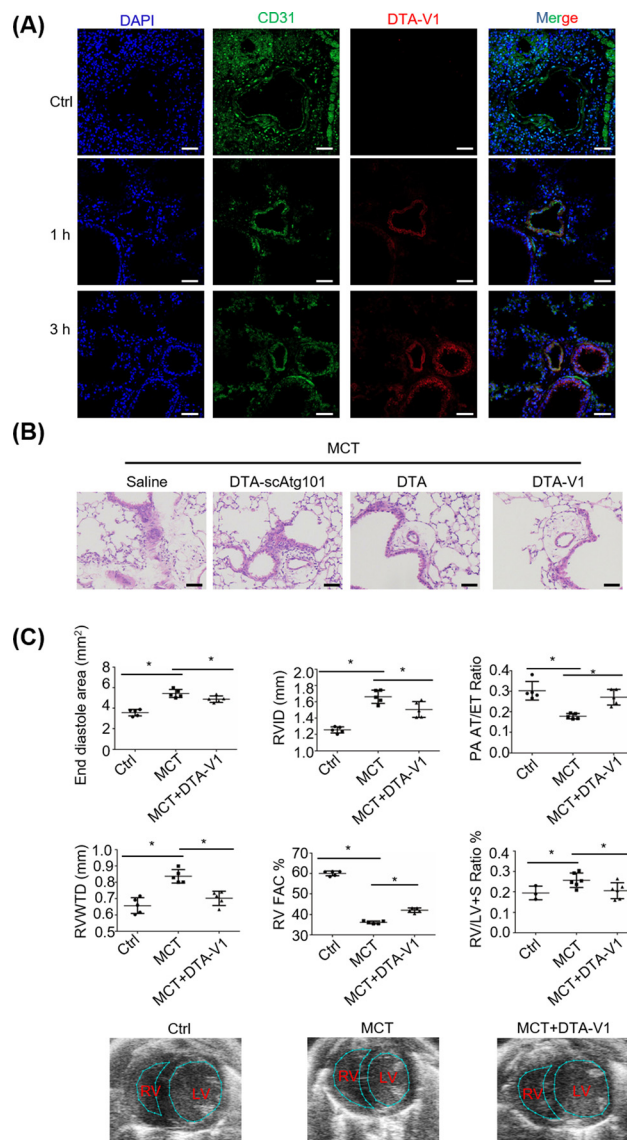 (A)
DAPI CD31 DTA-V1 Merge
Ctrl
1 h
3 h
(B)
MCT
Saline DTA-scAtg101 DTA DTA-V1
(C)
End diastole area (mm²)
8
6
4
2
0
Ctrl MCT MCT+DTA-V1
* *
RVID (mm)
1.8
1.6
1.4
1.2
1.0
Ctrl MCT MCT+DTA-V1
* *
PA AT/ET Ratio
0.4
0.3
0.2
0.1
0.0
Ctrl MCT MCT+DTA-V1
* *
RVWTD (mm)
1.0
0.9
0.8
0.7
0.6
0.5
Ctrl MCT MCT+DTA-V1
* *
RV FAC %
70
60
50
40
30
Ctrl MCT MCT+DTA-V1
* *
RV/LV+S Ratio %
0.4
0.3
0.2
0.1
0.0
Ctrl MCT MCT+DTA-V1
* *
Ctrl MCT MCT+DTA-V1
RV LV RV LV RV LV